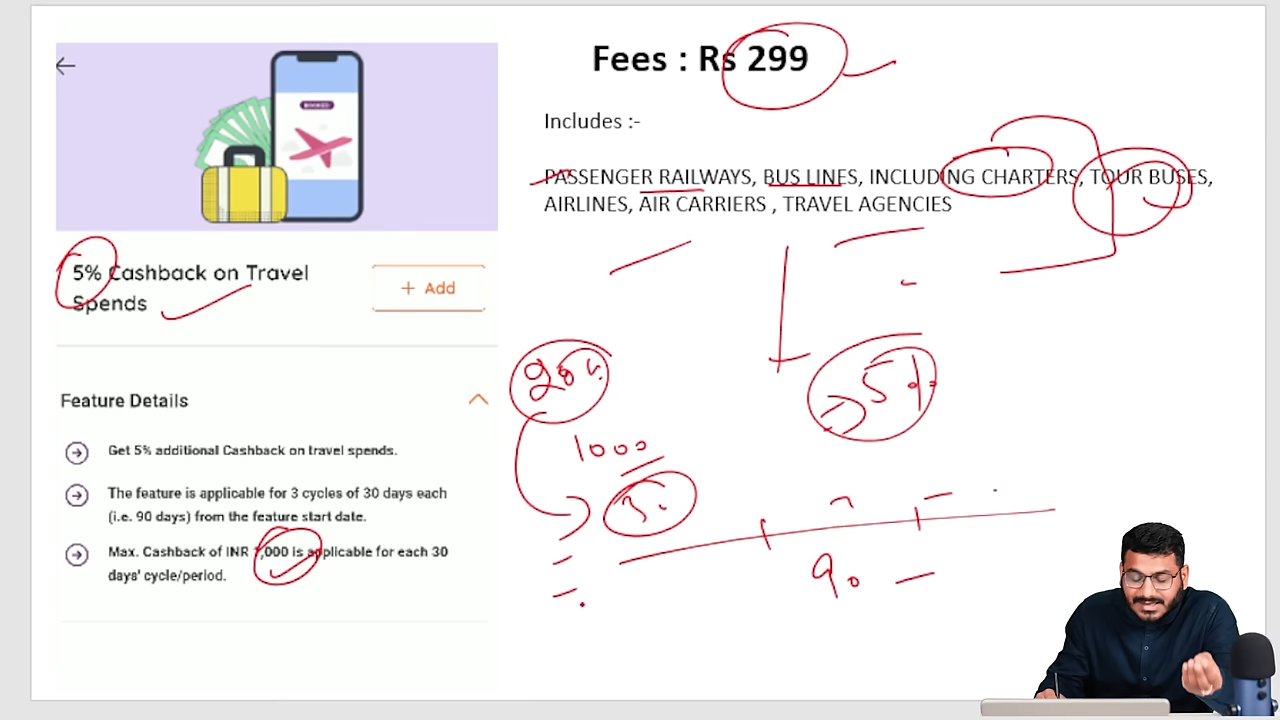 Fees : Rs 299
Includes :-
PASSENGER RAILWAYS, BUS LINES, INCLUDING CHARTERS, TOUR BUSES,
AIRLINES, AIR CARRIERS , TRAVEL AGENCIES
BOOKED
5% Cashback on Travel
Spends
+ Add
Feature Details
Get 5% additional Cashback on travel spends.
The feature is applicable for 3 cycles of 30 days each
(i.e. 90 days) from the feature start date.
Max. Cashback of INR 1,000 is applicable for each 30
days' cycle/period.
5%
1000
90